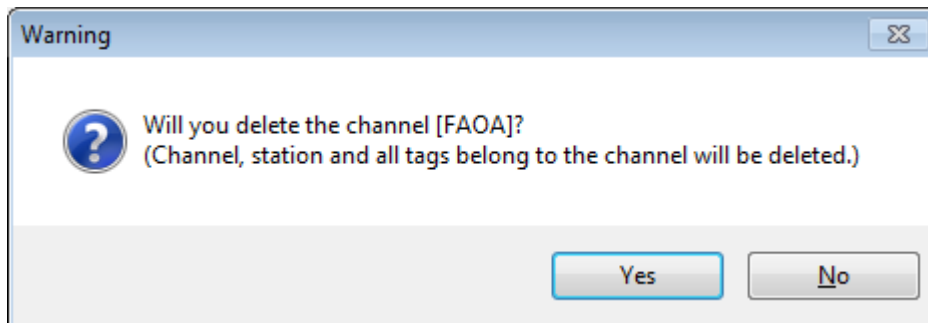 Warning
Will you delete the channel [FAOA]?
(Channel, station and all tags belong to the channel will be deleted.)
Yes
No